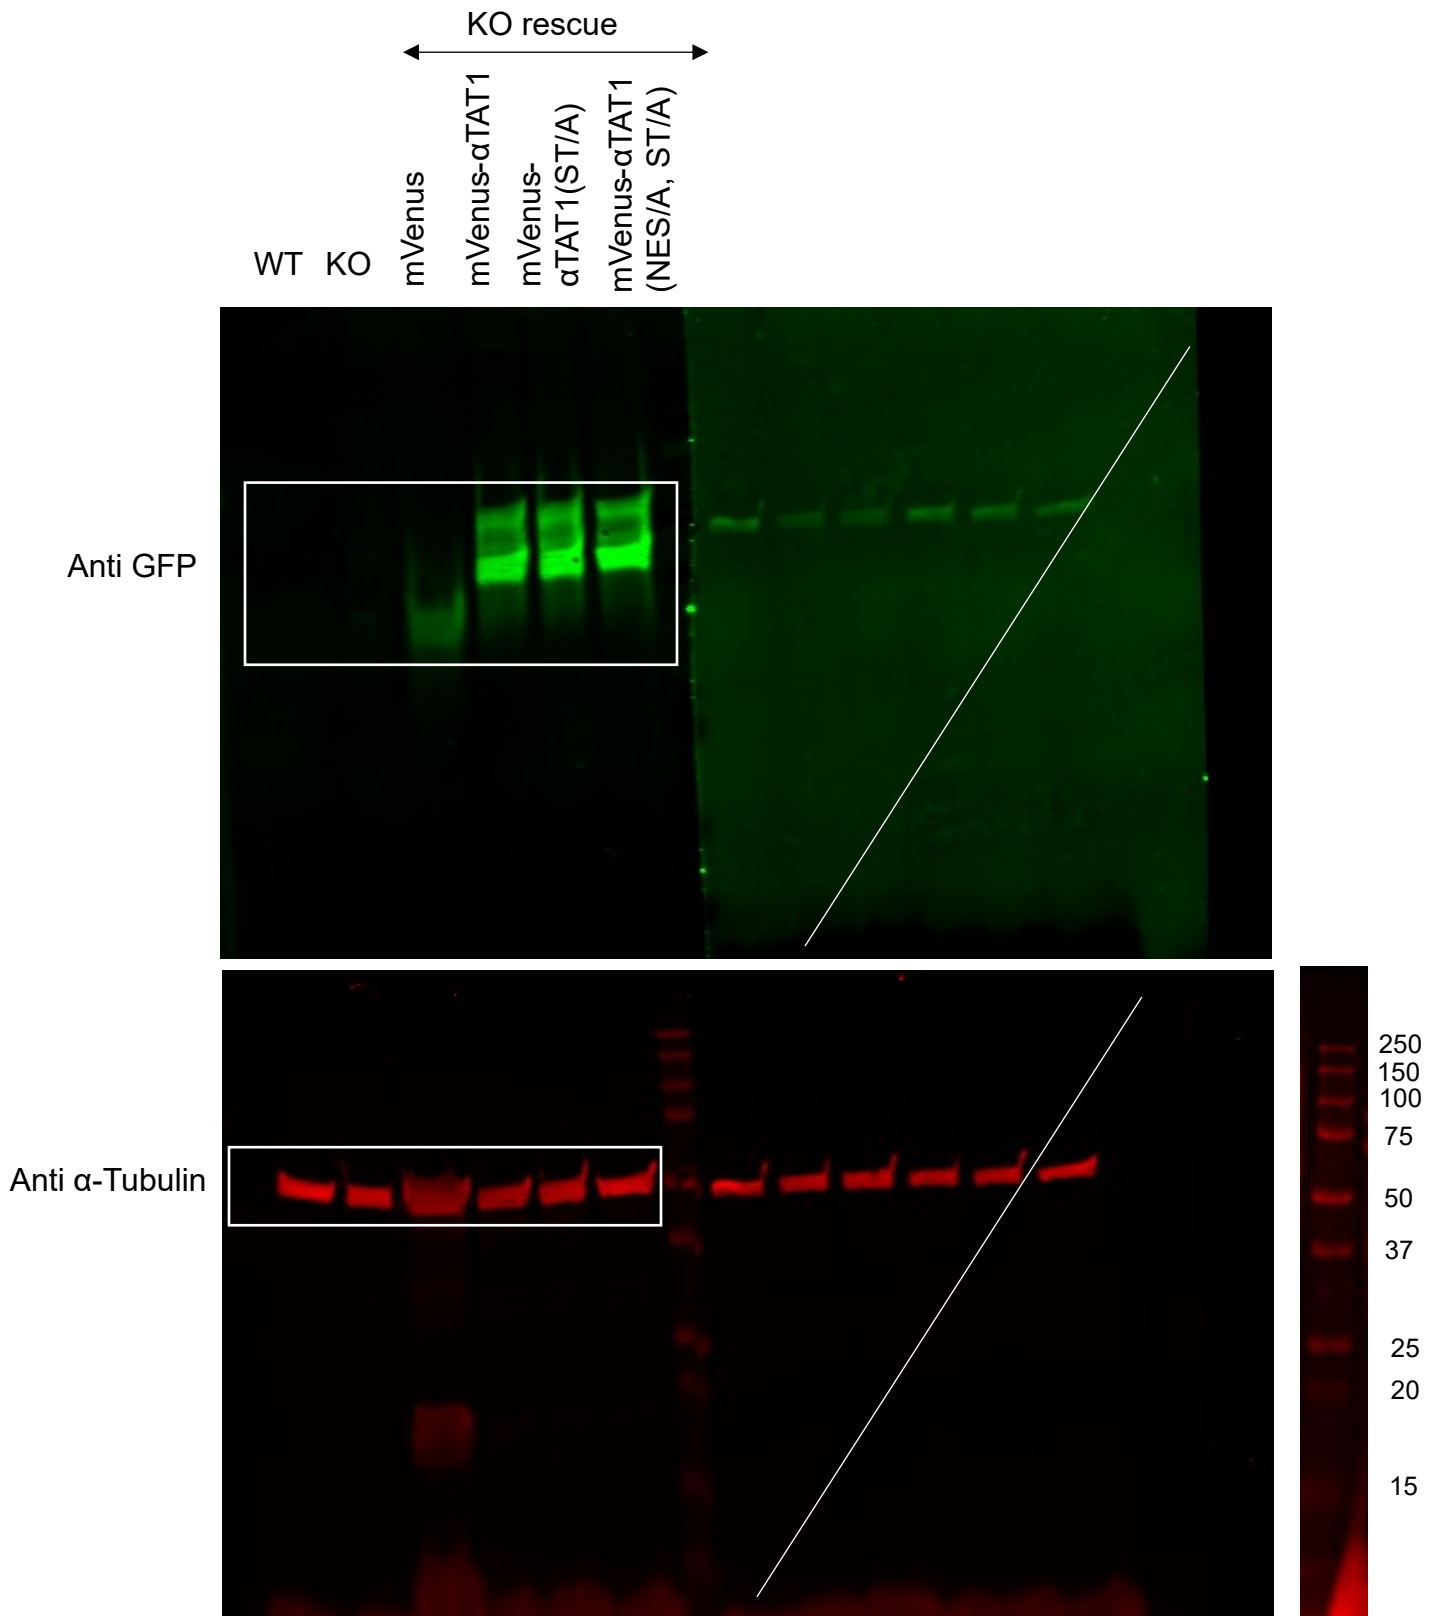 KO rescue
WT
KO
mVenus
mVenus-αTAT1
mVenus-
αTAT1(ST/A)
mVenus-αTAT1
(NES/A, ST/A)
Anti GFP
Anti α-Tubulin
250
150
100
75
50
37
25
20
15